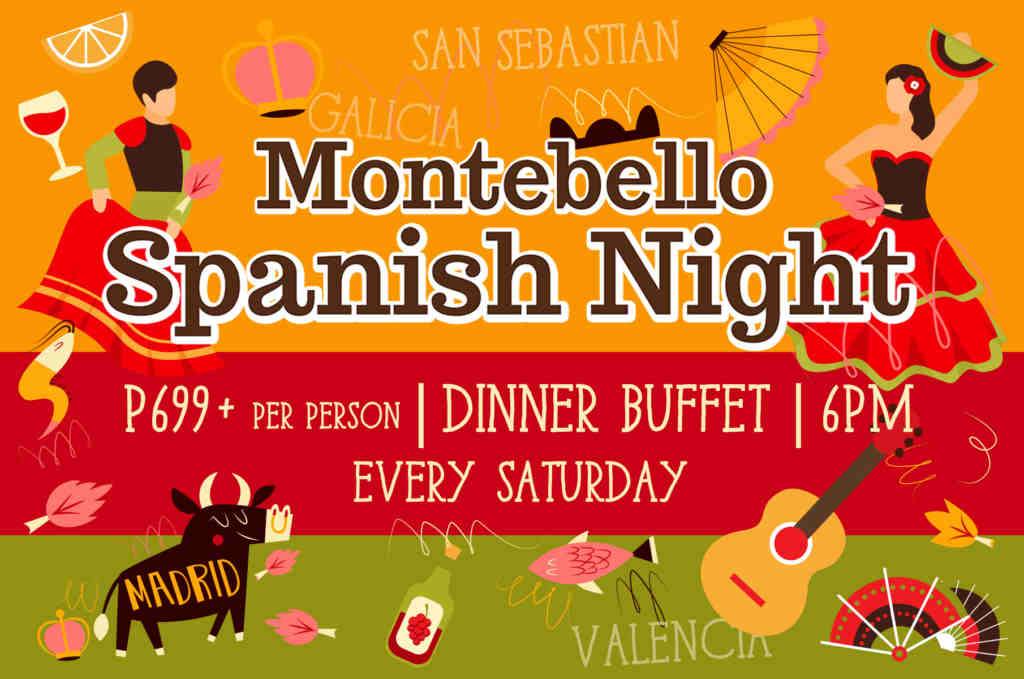 SAN SEBASTIAN
GALICIA
Montebello
Spanish Night
P699+ PER PERSON | DINNER BUFFET | 6PM
EVERY SATURDAY
MADRID
VALENCIA